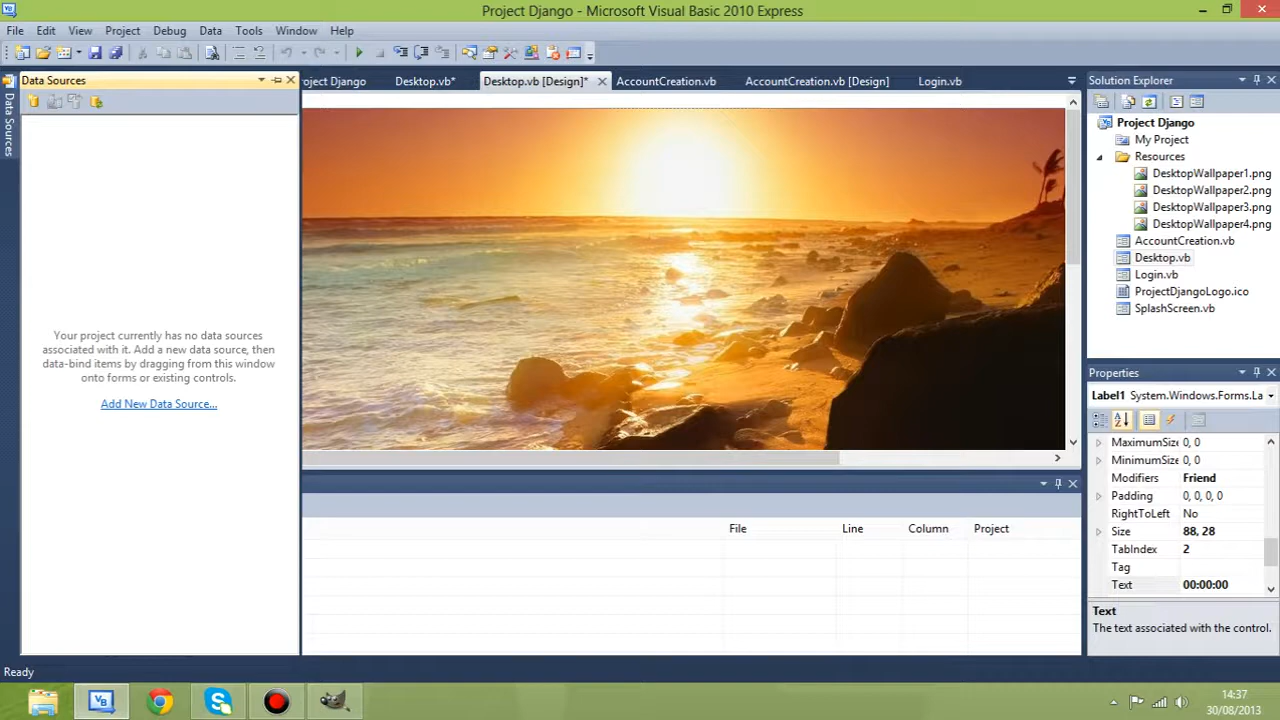 Project Django - Microsoft Visual Basic 2010 Express
File Edit View Project Debug Data Tools Window Help
Data Sources
Data Sources
Your project currently has no data sources
associated with it. Add a new data source, then
data-bind items by dragging from this window
onto forms or existing controls.
Add New Data Source...
oject Django Desktop.vb* Desktop.vb [Design]* AccountCreation.vb AccountCreation.vb [Design] Login.vb
File Line Column Project
Solution Explorer
Project Django
My Project
Resources
DesktopWallpaper1.png
DesktopWallpaper2.png
DesktopWallpaper3.png
DesktopWallpaper4.png
AccountCreation.vb
Desktop.vb
Login.vb
ProjectDjangoLogo.ico
SplashScreen.vb
Properties
Label1 System.Windows.Forms.La
MaximumSize 0, 0
MinimumSize 0, 0
Modifiers Friend
Padding 0, 0, 0, 0
RightToLeft No
Size 88, 28
TabIndex 2
Tag
Text 00:00:00
Text
The text associated with the control.
Ready
14:37
30/08/2013